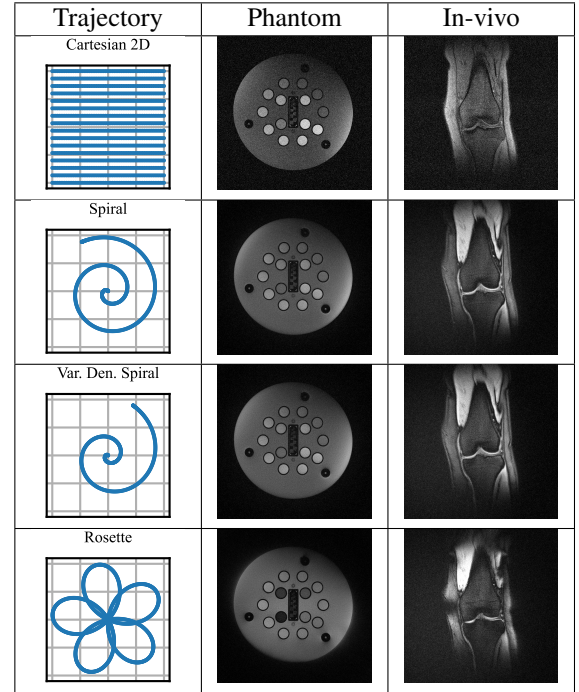 Trajectory Phantom In-vivo
Cartesian 2D
Spiral
Var. Den. Spiral
Rosette